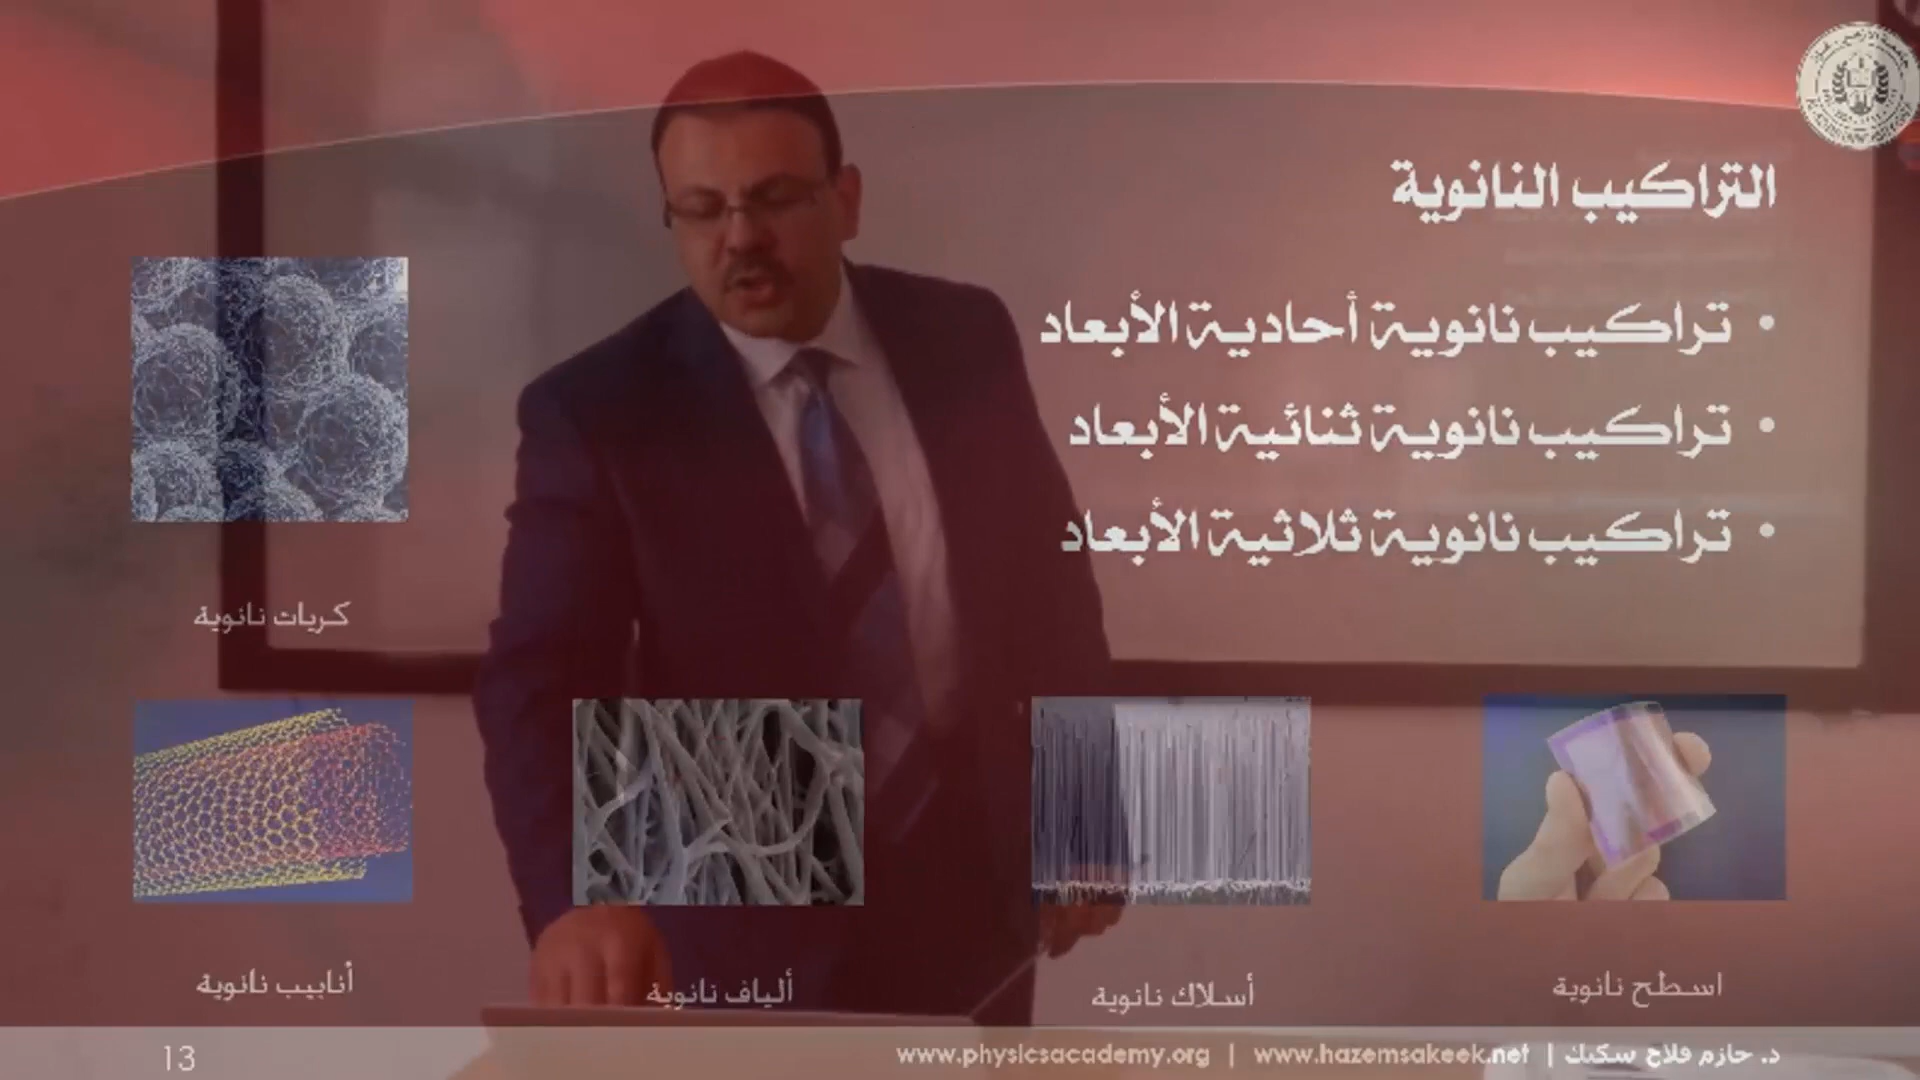 التراكيب النانوية
• تراكيب نانوية أحادية الأبعاد
• تراكيب نانوية ثنائية الأبعاد
• تراكيب نانوية ثلاثية الأبعاد
كريات نانوية
اسطح نانوية
أسلاك نانوية
ألياف نانوية
أنابيب نانوية
د. حازم فلاح سكيك | www.hazemsakeek.net | www.physicsacademy.org
13